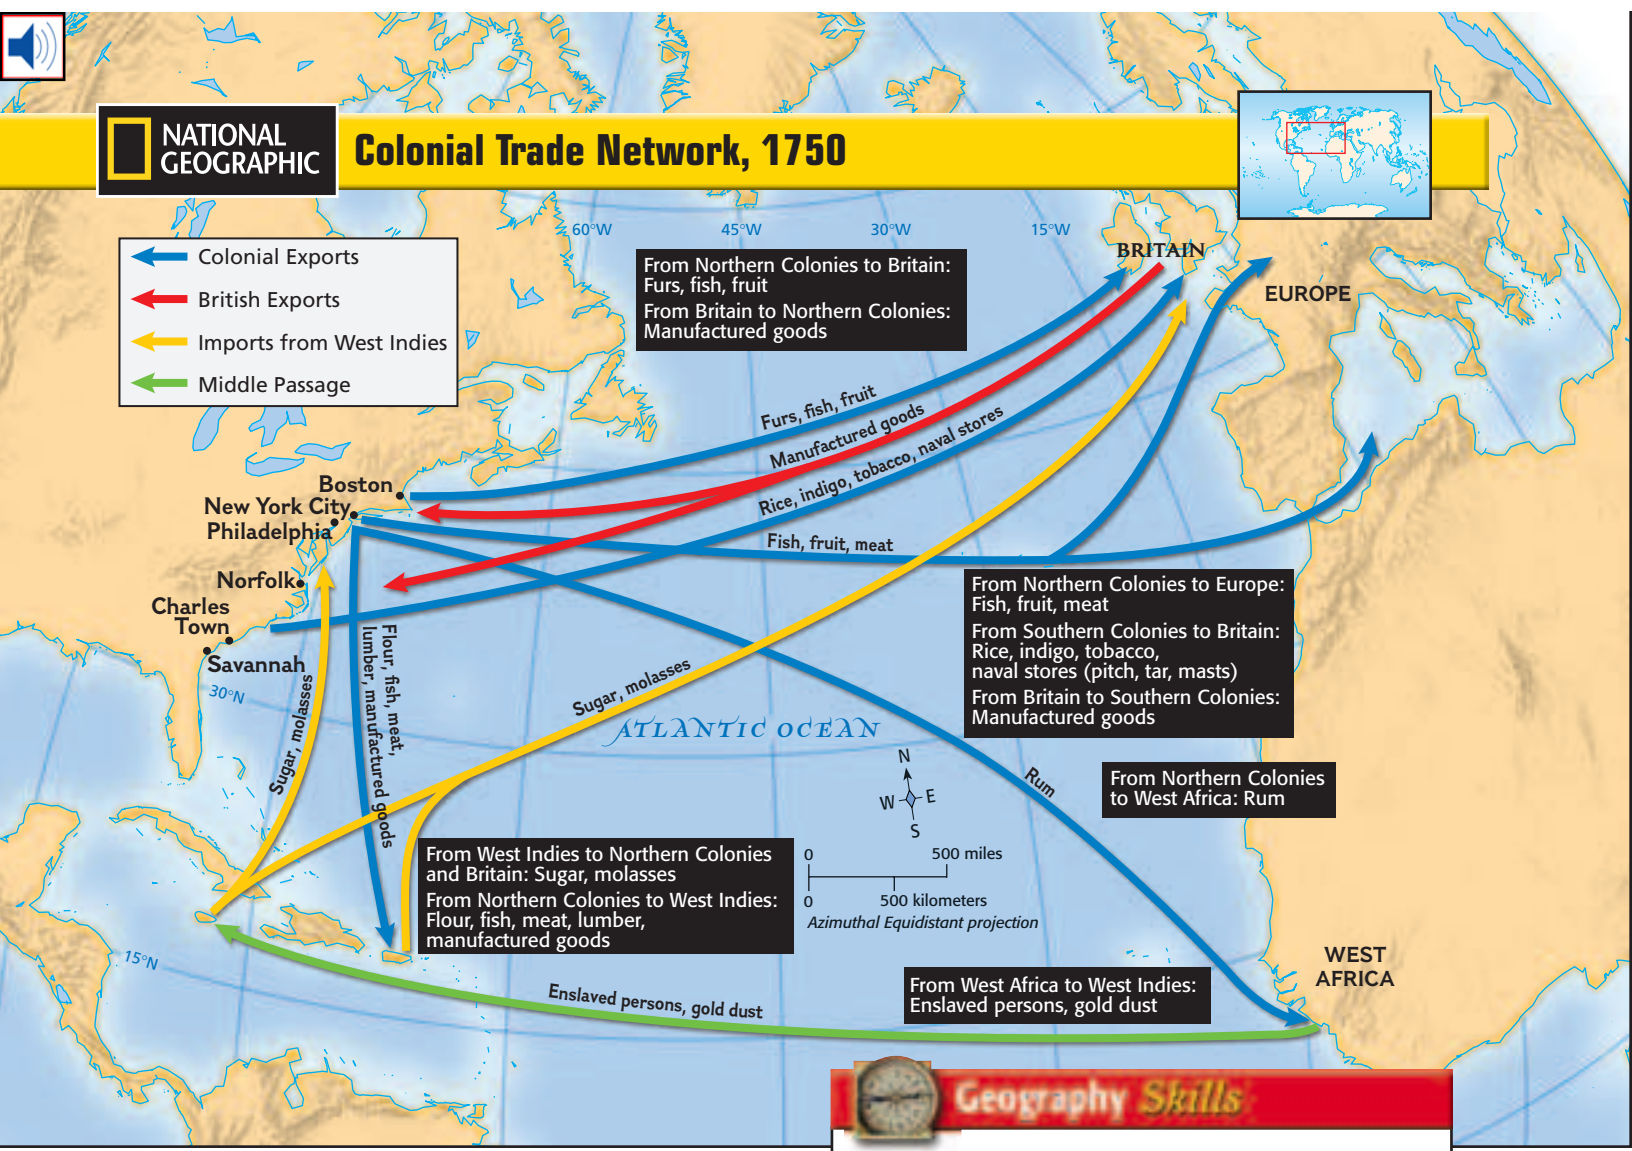 NATIONAL
GEOGRAPHIC
Colonial Trade Network, 1750
Colonial Exports
British Exports
Imports from West Indies
Middle Passage
60°W
45°W
30°W
15°W
BRITAIN
EUROPE
From Northern Colonies to Britain:
Furs, fish, fruit
From Britain to Northern Colonies:
Manufactured goods
Furs, fish, fruit
Manufactured goods
Rice, indigo, tobacco, naval stores
Boston
New York City
Philadelphia
Fish, fruit, meat
Norfolk
Charles
Town
Savannah
30°N
Sugar, molasses
Flour, fish, meat,
lumber, manufactured goods
Sugar, molasses
ATLANTIC OCEAN
From Northern Colonies to Europe:
Fish, fruit, meat
From Southern Colonies to Britain:
Rice, indigo, tobacco,
naval stores (pitch, tar, masts)
From Britain to Southern Colonies:
Manufactured goods
N
W
E
S
Rum
From Northern Colonies
to West Africa: Rum
From West Indies to Northern Colonies
and Britain: Sugar, molasses
From Northern Colonies to West Indies:
Flour, fish, meat, lumber,
manufactured goods
0
500 miles
0
500 kilometers
Azimuthal Equidistant projection
15°N
WEST
AFRICA
Enslaved persons, gold dust
From West Africa to West Indies:
Enslaved persons, gold dust
Geography Skills